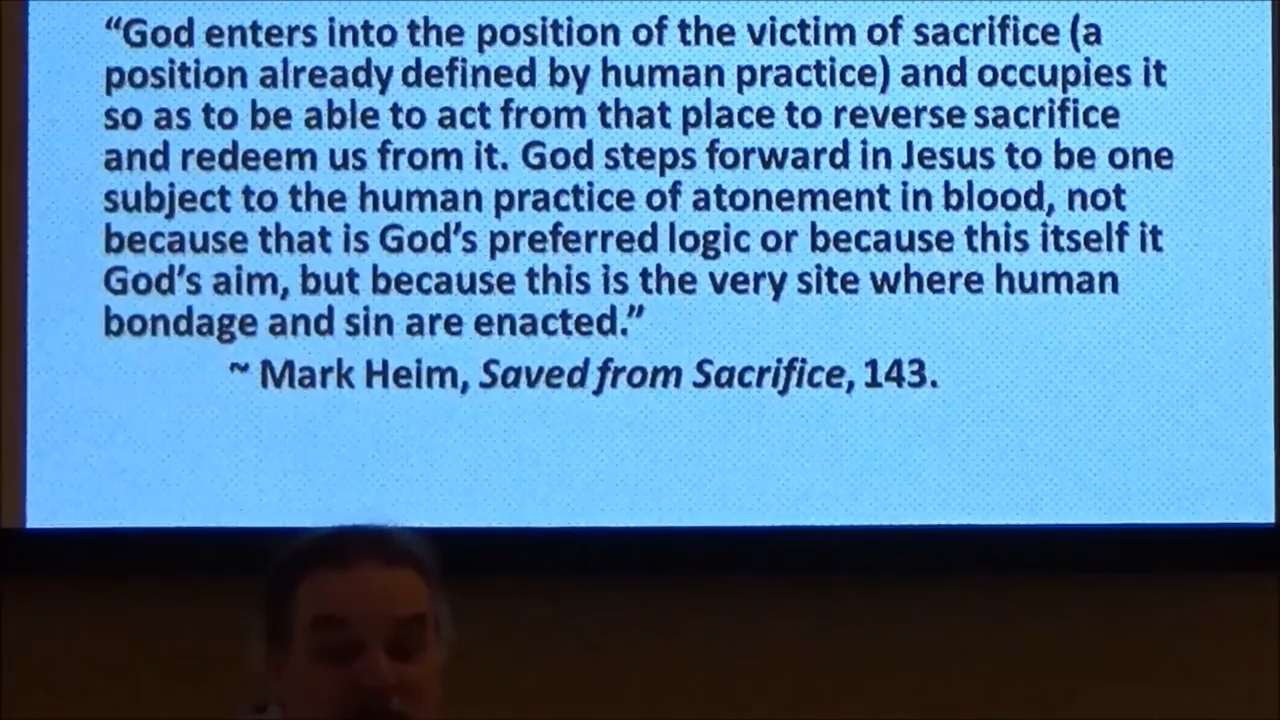 “God enters into the position of the victim of sacrifice (a
position already defined by human practice) and occupies it
so as to be able to act from that place to reverse sacrifice
and redeem us from it. God steps forward in Jesus to be one
subject to the human practice of atonement in blood, not
because that is God’s preferred logic or because this itself it
God’s aim, but because this is the very site where human
bondage and sin are enacted.”
~ Mark Heim, Saved from Sacrifice, 143.